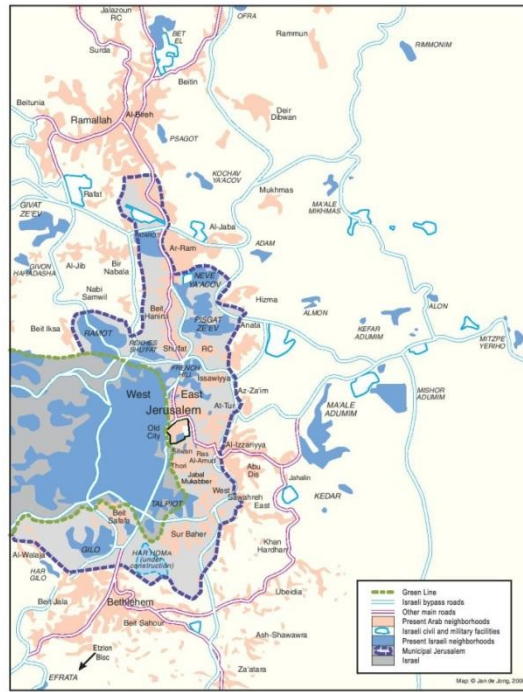 Jalazoun
RC
BET
EL
OFRA
Surda
Rammun
RIMMONIM
Beitin
Beitunia
Deir
Dibwan
Al-Bireh
Ramallah
PSAGOT
KOCHAV
YA'ACOV
Rafat
Mukhmas
MA'ALE
MIKHMAS
GIVAT
ZE'EV
Al-Jaba
Ar-Ram
ADAM
Bir
Nabala
Al-Jib
GIVON
HAHADASHA
NEVE
YA'ACOV
Nabi
Samwil
Hizma
Beit
Hanina
PISGAT
ZE'EV
ALMON
ALON
Beit Iksa
RAMOT
Anata
KEFAR
ADUMIM
MITZPE
YERIHO
REKHES
SHU'FAT
Shu'fat
RC
FRENCH
HILL
Issawiyya
West
East
Jerusalem
Az-Za'im
At-Tur
MA'ALE
ADUMIM
MISHOR
ADUMIM
Old
City
Silwan
Ras
Al-Amud
Al-Izzariyya
Thori
Abu
Dis
Jahalin
Jabal
Mukabber
KEDAR
TALPIOT
West
Sawahreh
East
Beit
Safafa
Sur Baher
Al-Walaja
GILO
HAR HOMA
(under
construction)
Khan
Hardhan
HAR
GILO
Ubeidia
Beit Jala
Bethlehem
Beit Sahour
Ash-Shawawra
Etzion
Bloc
Za'atara
EFRATA
Green Line
Israeli bypass roads
Other main roads
Present Arab neighborhoods
Israeli civil and military facilities
Present Israeli neighborhoods
Municipal Jerusalem
Israel